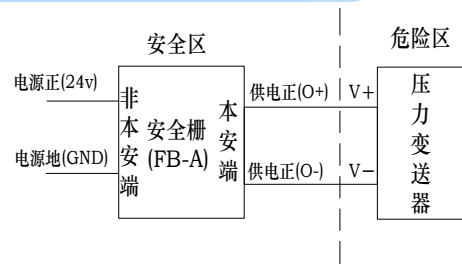 安全区
危险区
电源正(24v)
电源地(GND)
非本安端
安全栅
(FB-A)
本安端
供电正(O+)
供电正(O-)
V+
V−
压力变送器